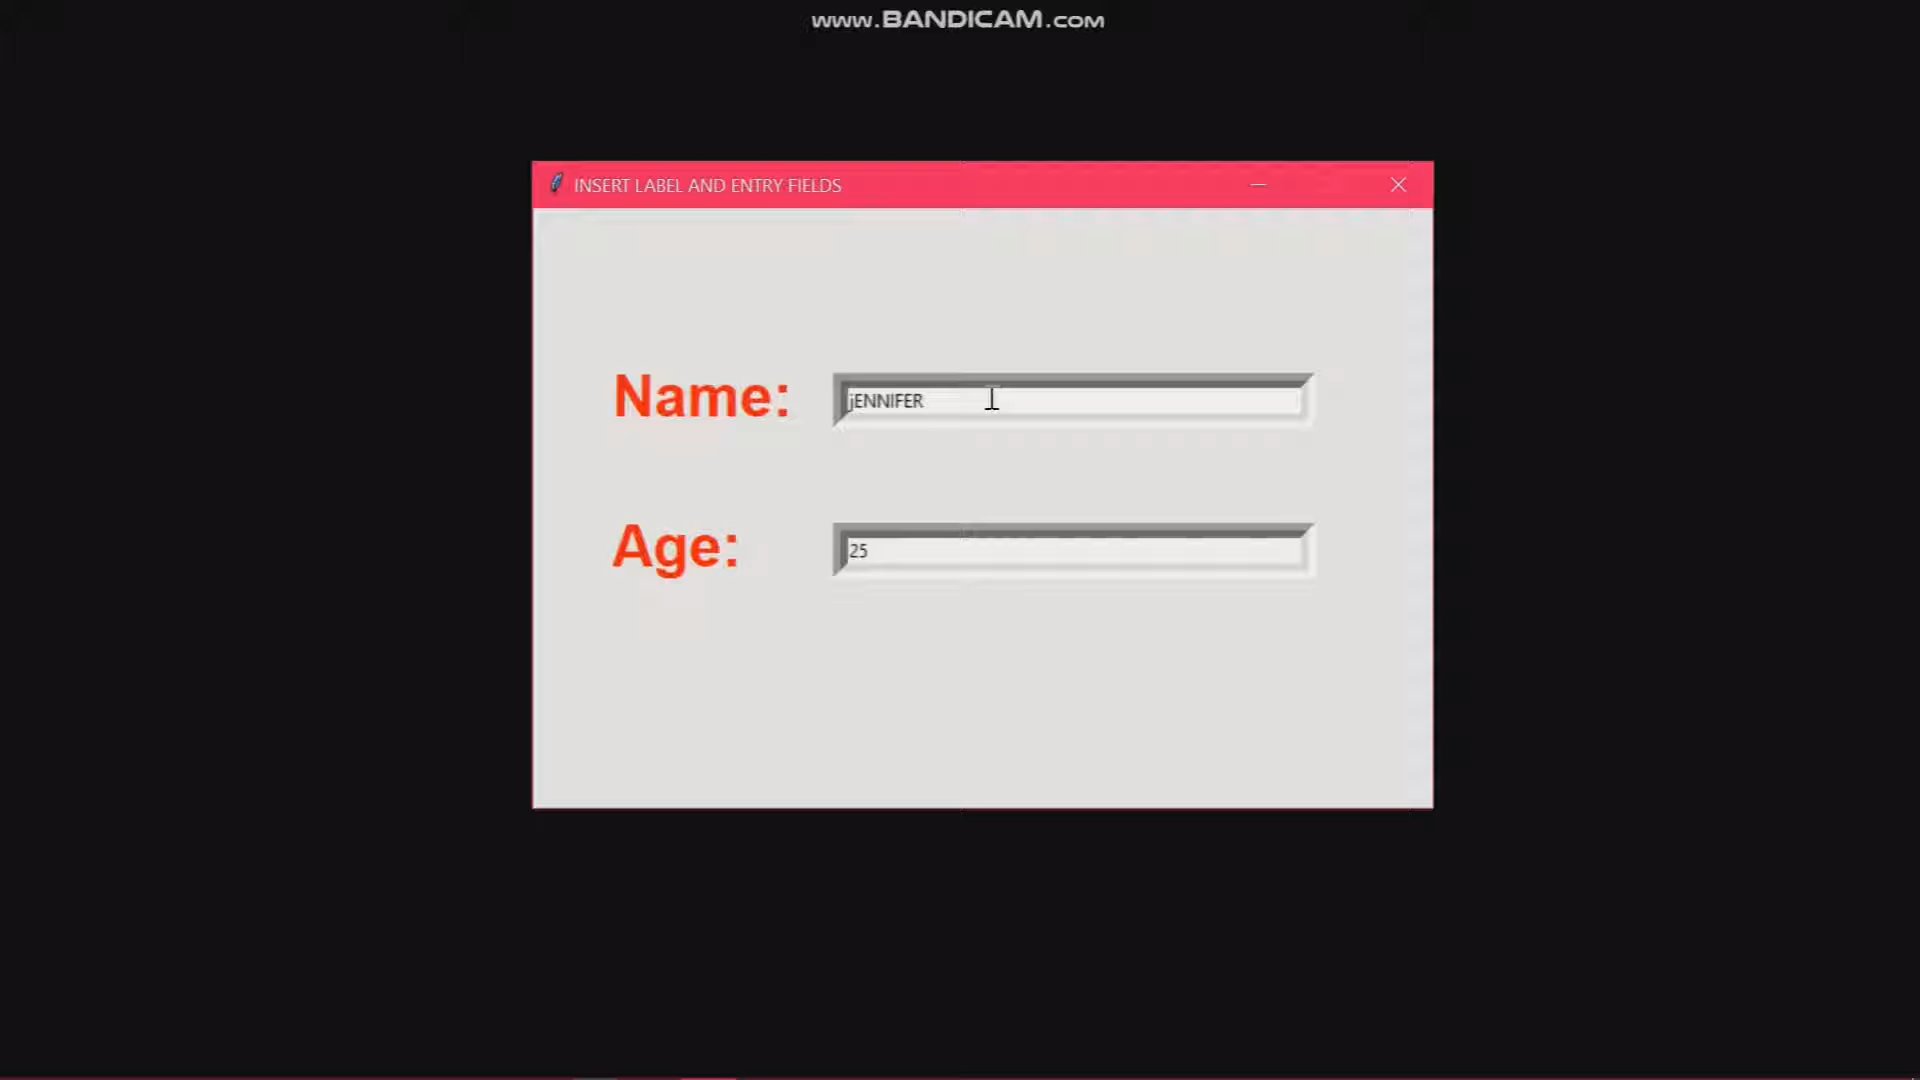 www.BANDICAM.com
INSERT LABEL AND ENTRY FIELDS
Name: jENNIFER
Age: 25